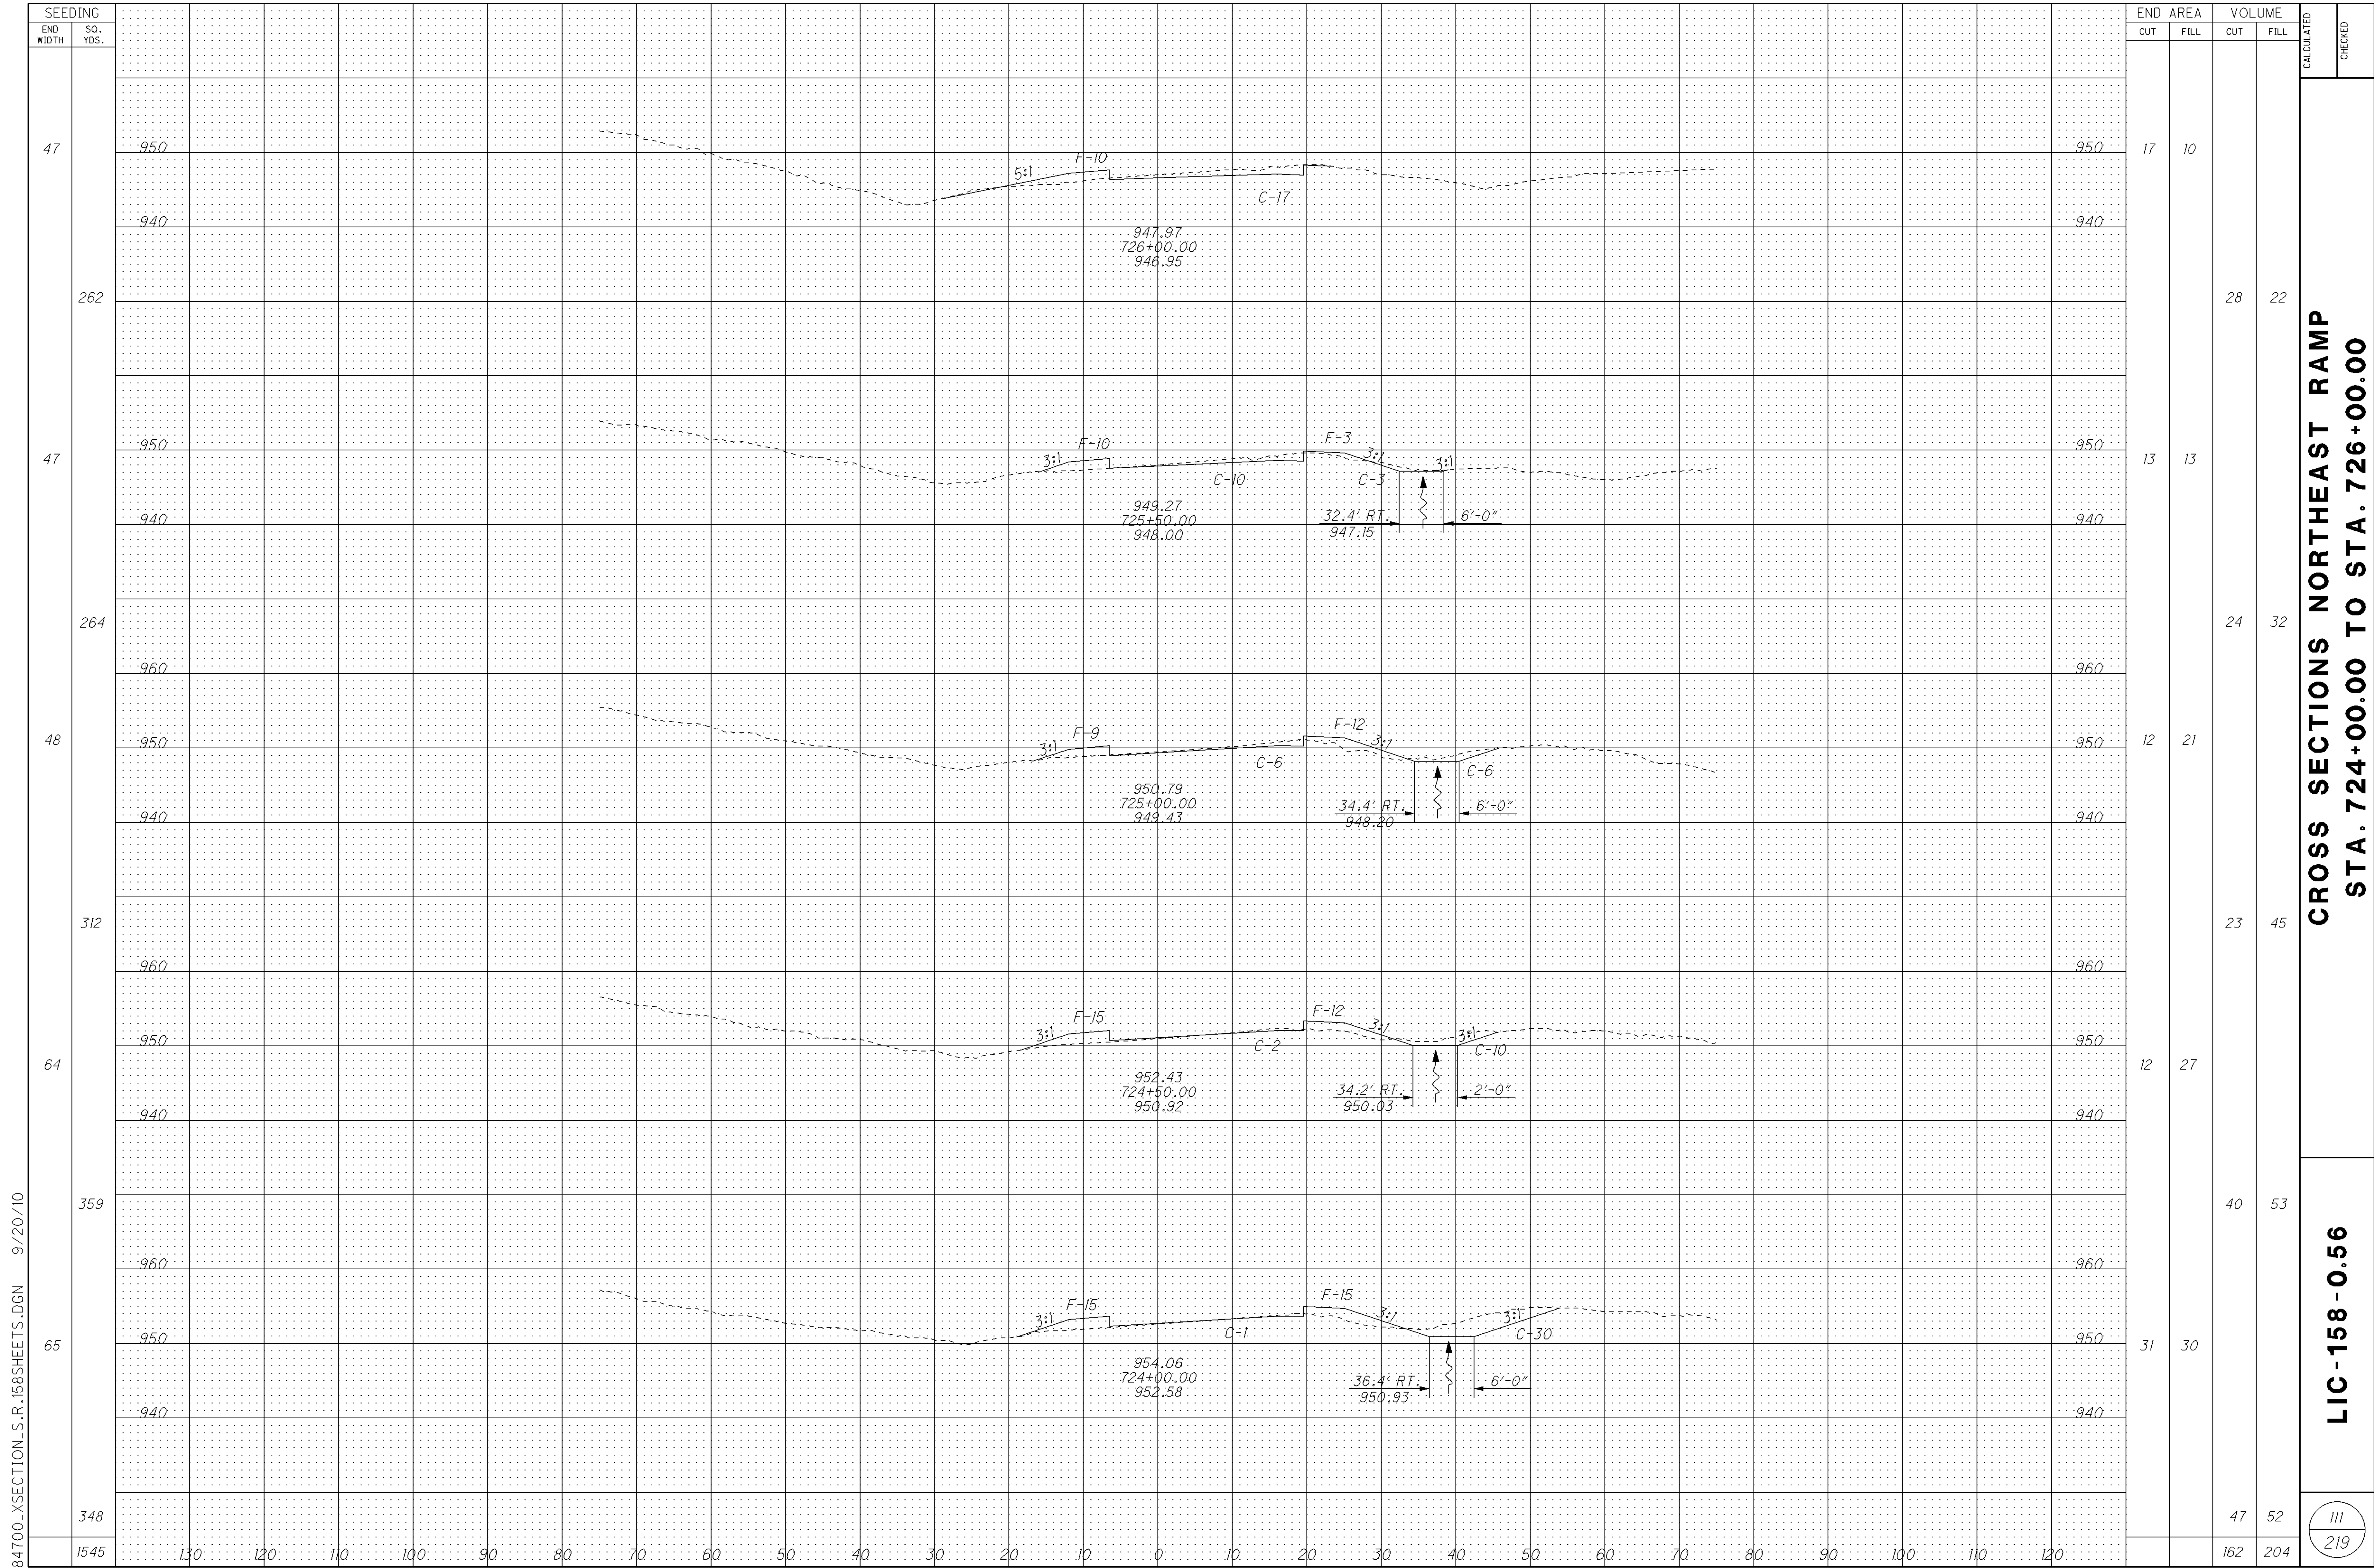 SEEDING
END WIDTH
SQ. YDS.
END AREA
VOLUME
CUT
FILL
CUT
FILL
CALCULATED
CHECKED
47
950
F-10
5:1
C-17
950
17
10
940
947.97
726+00.00
946.95
940
262
28
22
47
950
F-10
3:1
C-10
F-3
3:1
C-3
3:1
950
13
13
940
949.27
725+50.00
948.00
32.4' RT.
947.15
6'-0"
940
264
24
32
960
960
48
950
F-9
3:1
C-6
F-12
3:1
C-6
950
12
21
940
950.79
725+00.00
949.43
34.4' RT.
948.20
6'-0"
940
312
23
45
960
960
64
950
F-15
3:1
C-2
F-12
3:1
3:1
C-10
950
12
27
940
952.43
724+50.00
950.92
34.2' RT.
950.03
2'-0"
940
359
40
53
960
960
65
950
F-15
3:1
C-1
F-15
3:1
3:1
C-30
950
31
30
940
954.06
724+00.00
952.58
36.4' RT.
950.93
6'-0"
940
348
47
52
1545
130 120 110 100 90 80 70 60 50 40 30 20 10 0 10 20 30 40 50 60 70 80 90 100 110 120
162
204
CROSS SECTIONS NORTHEAST RAMP
STA. 724+00.00 TO STA. 726+00.00
LIC-158-0.56
111
219
84700_XSECTION_S.R.158SHEETS.DGN 9/20/10